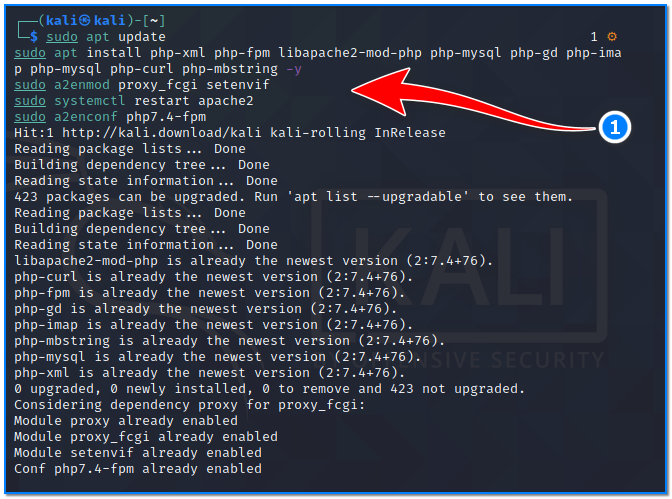 ┌──(kali㉿kali)-[~]
└─$ sudo apt update 1 ⚙
sudo apt install php-xml php-fpm libapache2-mod-php php-mysql php-gd php-ima
p php-mysql php-curl php-mbstring -y
sudo a2enmod proxy_fcgi setenvif
sudo systemctl restart apache2
sudo a2enconf php7.4-fpm
1
Hit:1 http://kali.download/kali kali-rolling InRelease
Reading package lists... Done
Building dependency tree... Done
Reading state information... Done
423 packages can be upgraded. Run 'apt list --upgradable' to see them.
Reading package lists... Done
Building dependency tree... Done
Reading state information... Done
libapache2-mod-php is already the newest version (2:7.4+76).
php-curl is already the newest version (2:7.4+76).
php-fpm is already the newest version (2:7.4+76).
php-gd is already the newest version (2:7.4+76).
php-imap is already the newest version (2:7.4+76).
php-mbstring is already the newest version (2:7.4+76).
php-mysql is already the newest version (2:7.4+76).
php-xml is already the newest version (2:7.4+76).
0 upgraded, 0 newly installed, 0 to remove and 423 not upgraded.
Considering dependency proxy for proxy_fcgi:
Module proxy already enabled
Module proxy_fcgi already enabled
Module setenvif already enabled
Conf php7.4-fpm already enabled
KALI
SECURITY